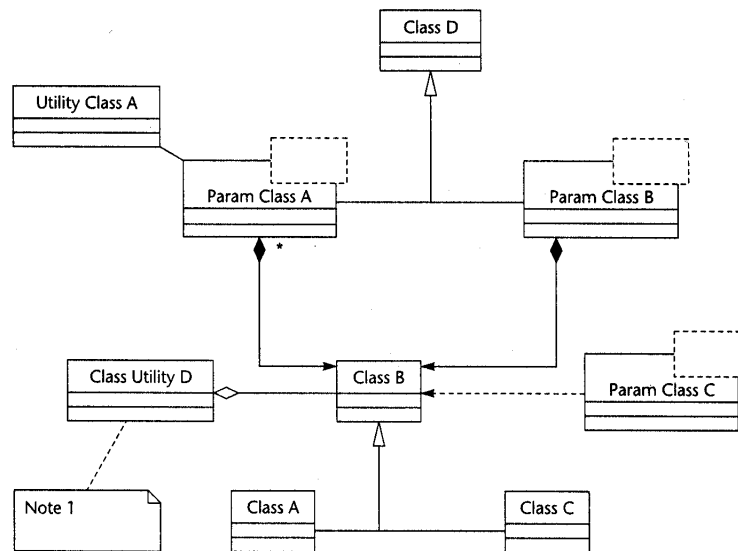 Class D
Utility Class A
Param Class A
Param Class B
*
Class Utility D
Class B
Param Class C
Note 1
Class A
Class C